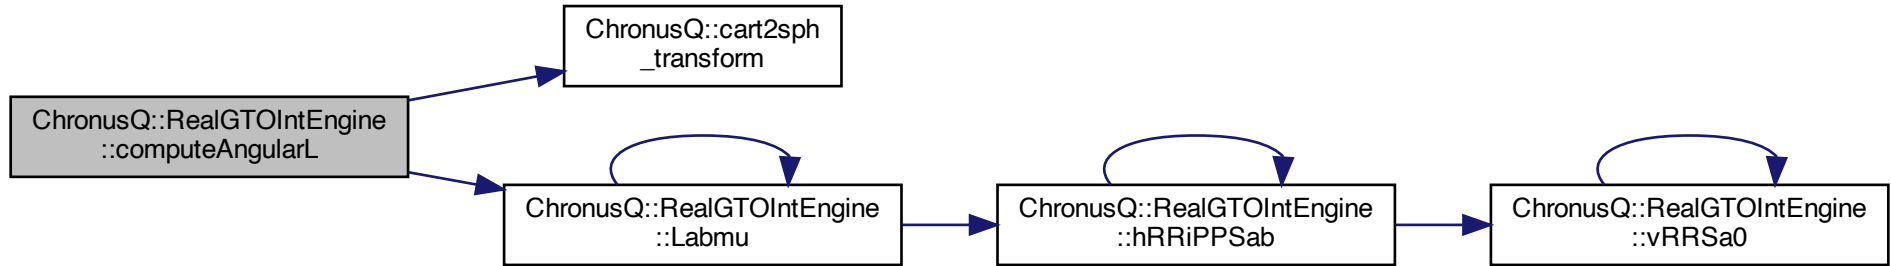 ChronusQ::cart2sph
_transform
ChronusQ::RealGTOIntEngine
::computeAngularL
ChronusQ::RealGTOIntEngine
::Labmu
ChronusQ::RealGTOIntEngine
::hRRiPPSab
ChronusQ::RealGTOIntEngine
::vRRSa0